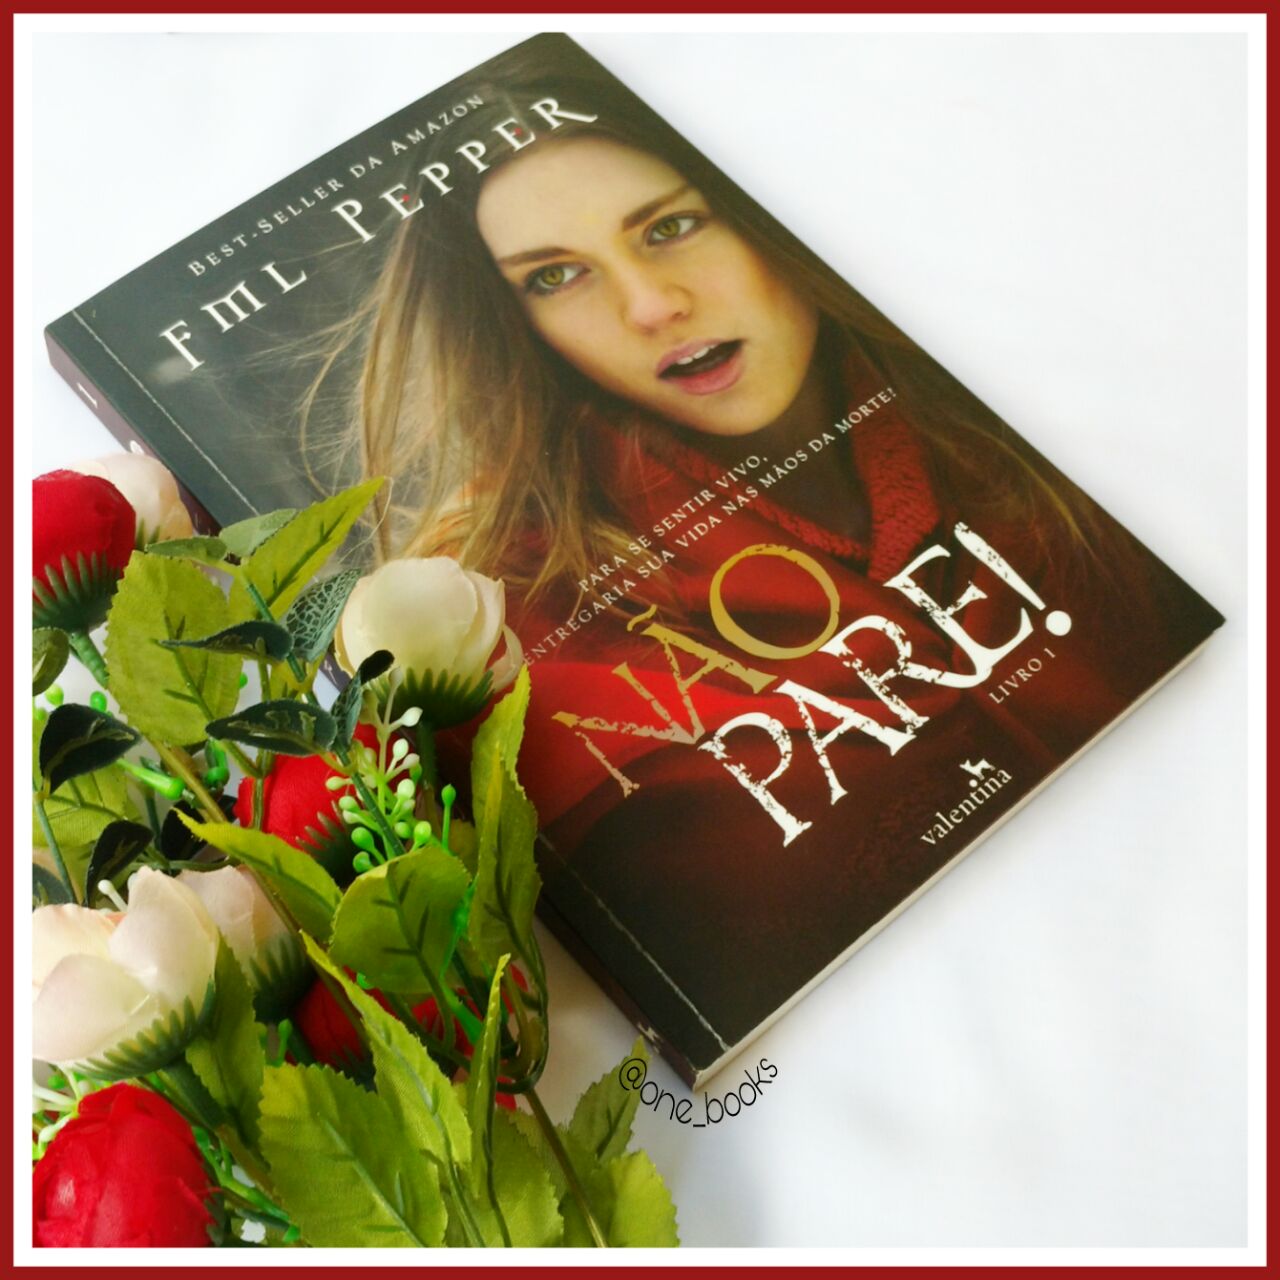 BEST-SELLER DA AMAZON
FML PEPPER
PARA SE SENTIR VIVO,
ENTREGARIA SUA VIDA NAS MÃOS DA MORTE!
NÃO
PARE!
LIVRO 1
valentina
1
@one_books